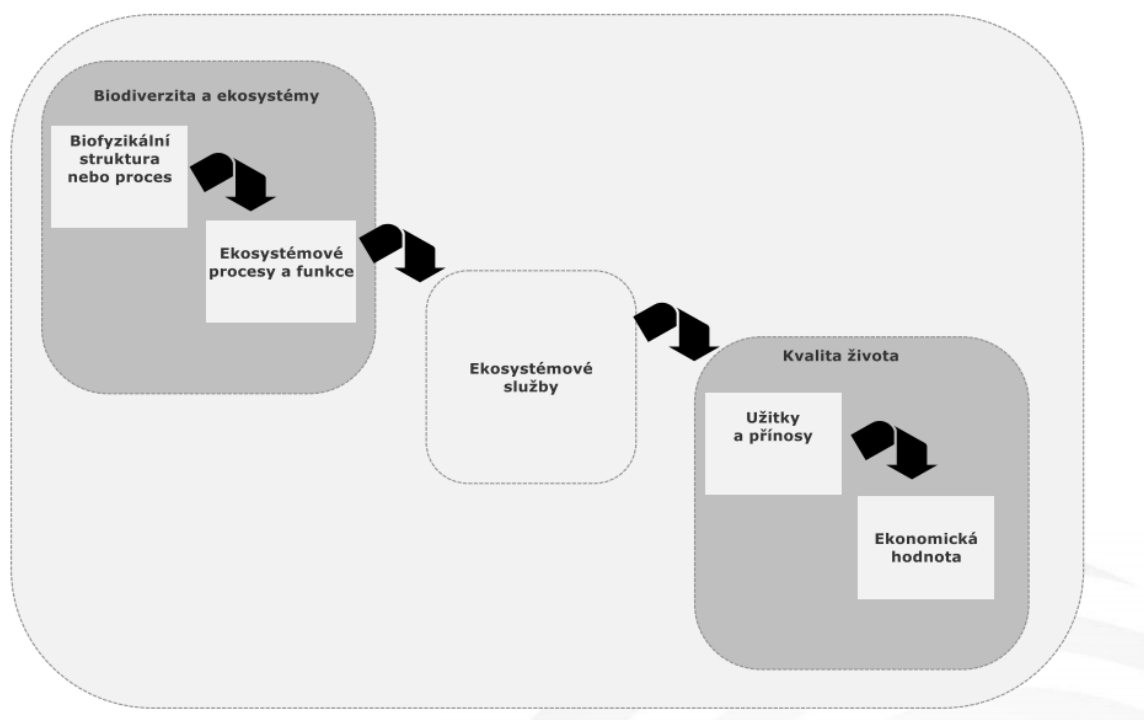 Biodiverzita a ekosystémy
Biofyzikální
struktura
nebo proces
Ekosystémové
procesy a funkce
Ekosystémové
služby
Kvalita života
Užitky
a přínosy
Ekonomická
hodnota